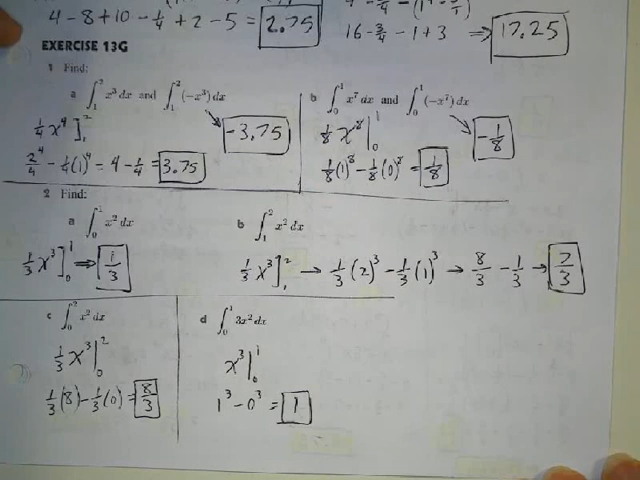 4 - 8 + 10 - 1/4 + 2 - 5 = 2.75
16 - 3/4 - 1 + 3 ⇒ 17.25
EXERCISE 13G
1 Find:
a ∫₁² x³ dx and ∫₁² (-x³) dx
b ∫₀¹ x⁷ dx and ∫₀¹ (-x⁷) dx
1/4 x⁴]₁²
-3.75
1/8 x⁸|₀¹
-1/8
2⁴/4 - 1/4(1)⁴ = 4 - 1/4 = 3.75
1/8(1)⁸ - 1/8(0)⁸ = 1/8
2 Find:
a ∫₀¹ x² dx
b ∫₁² x² dx
1/3 x³]₀¹ ⇒ 1/3
1/3 x³]₁² → 1/3(2)³ - 1/3(1)³ → 8/3 - 1/3 → 7/3
c ∫₀² x² dx
d ∫₀¹ 3x² dx
1/3 x³|₀²
x³|₀¹
1/3(8) - 1/3(0) = 8/3
1³ - 0³ = 1